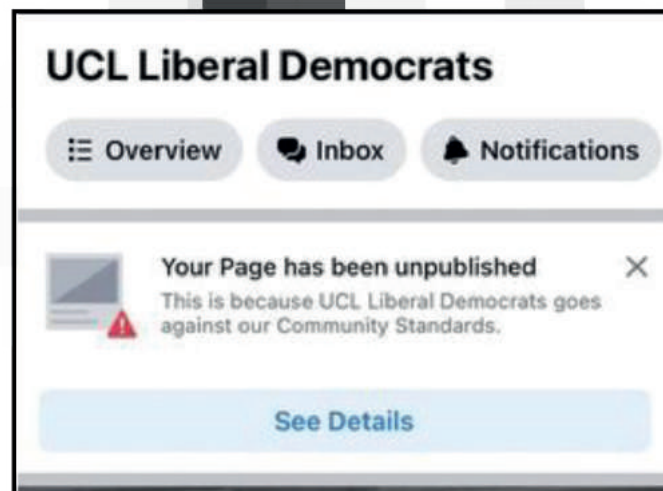 UCL Liberal Democrats
Overview Inbox Notifications
Your Page has been unpublished
This is because UCL Liberal Democrats goes
against our Community Standards.
See Details